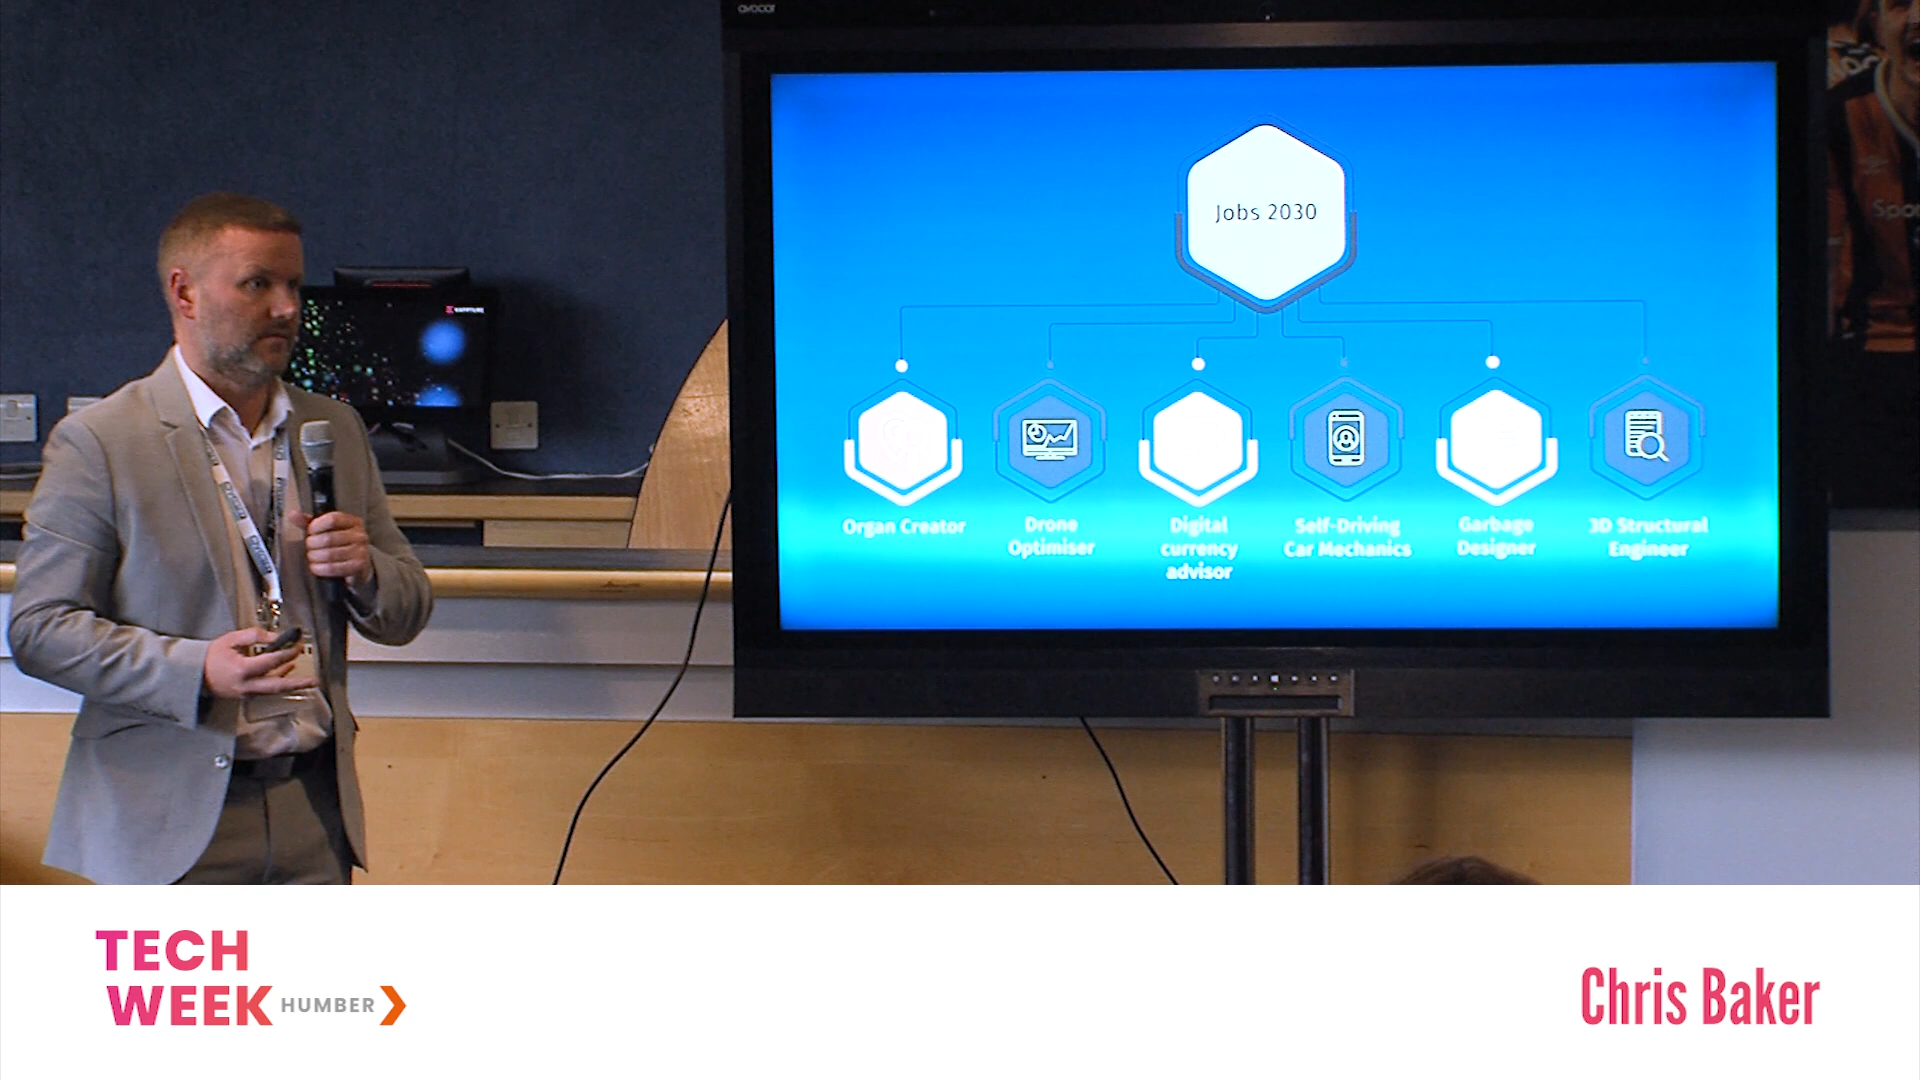 avocor
Jobs 2030
Organ Creator
Drone
Optimiser
Digital
currency
advisor
Self-Driving
Car Mechanics
Garbage
Designer
3D Structural
Engineer
TECH
WEEK HUMBER
Chris Baker